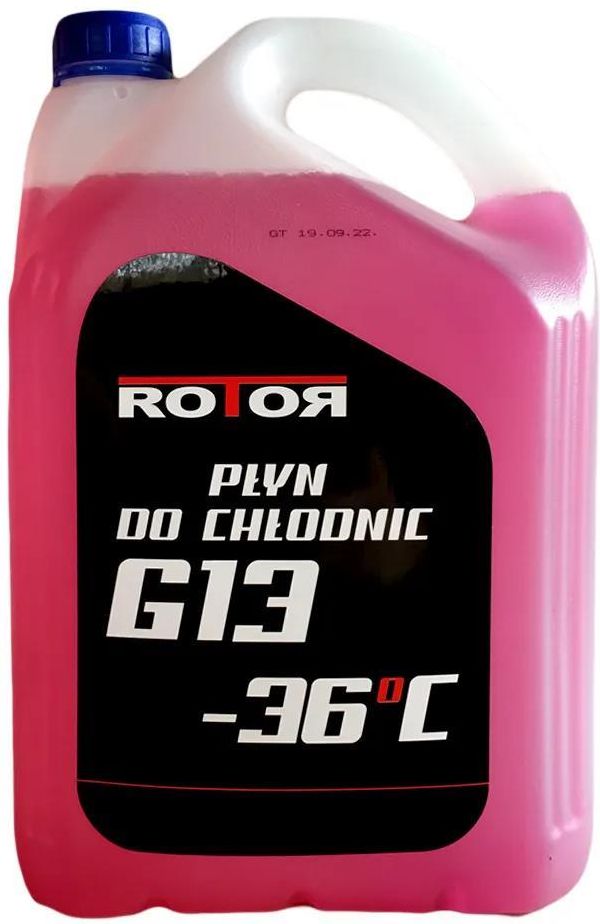 GT 19.09.22.
ROTOR
PŁYN
DO CHŁODNIC
G13
-36°C